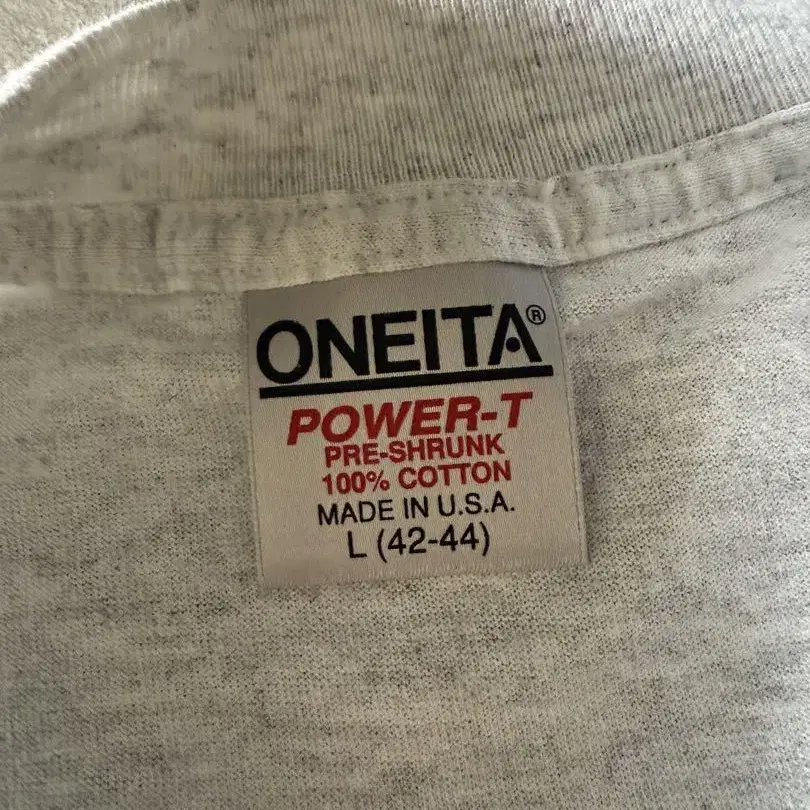 ONEITA®
POWER-T
PRE-SHRUNK
100% COTTON
MADE IN U.S.A.
L (42-44)